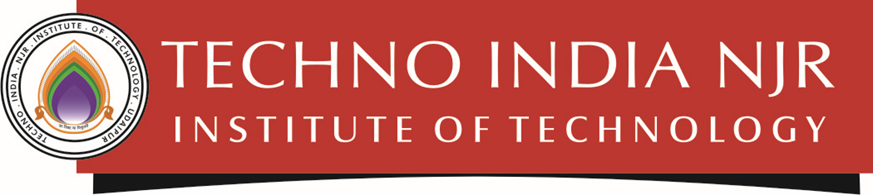 TECHNO · INDIA · NJR · INSTITUTE · OF · TECHNOLOGY, UDAIPUR
TECHNO INDIA NJR
INSTITUTE OF TECHNOLOGY